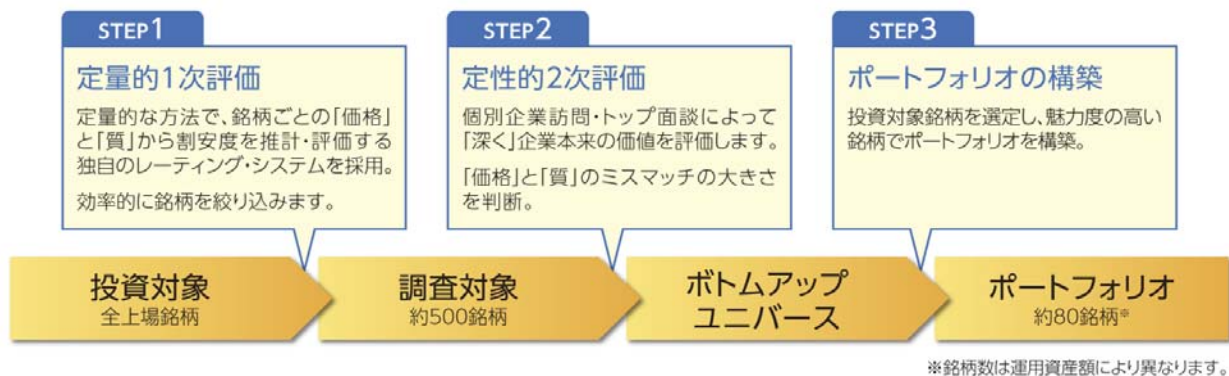 STEP1
定量的1次評価
定量的な方法で、銘柄ごとの「価格」
と「質」から割安度を推計・評価する
独自のレーティング・システムを採用。
効率的に銘柄を絞り込みます。
STEP2
定性的2次評価
個別企業訪問・トップ面談によって
「深く」企業本来の価値を評価します。
「価格」と「質」のミスマッチの大きさ
を判断。
STEP3
ポートフォリオの構築
投資対象銘柄を選定し、魅力度の高い
銘柄でポートフォリオを構築。
投資対象
全上場銘柄
調査対象
約500銘柄
ボトムアップ
ユニバース
ポートフォリオ
約80銘柄※
※銘柄数は運用資産額により異なります。